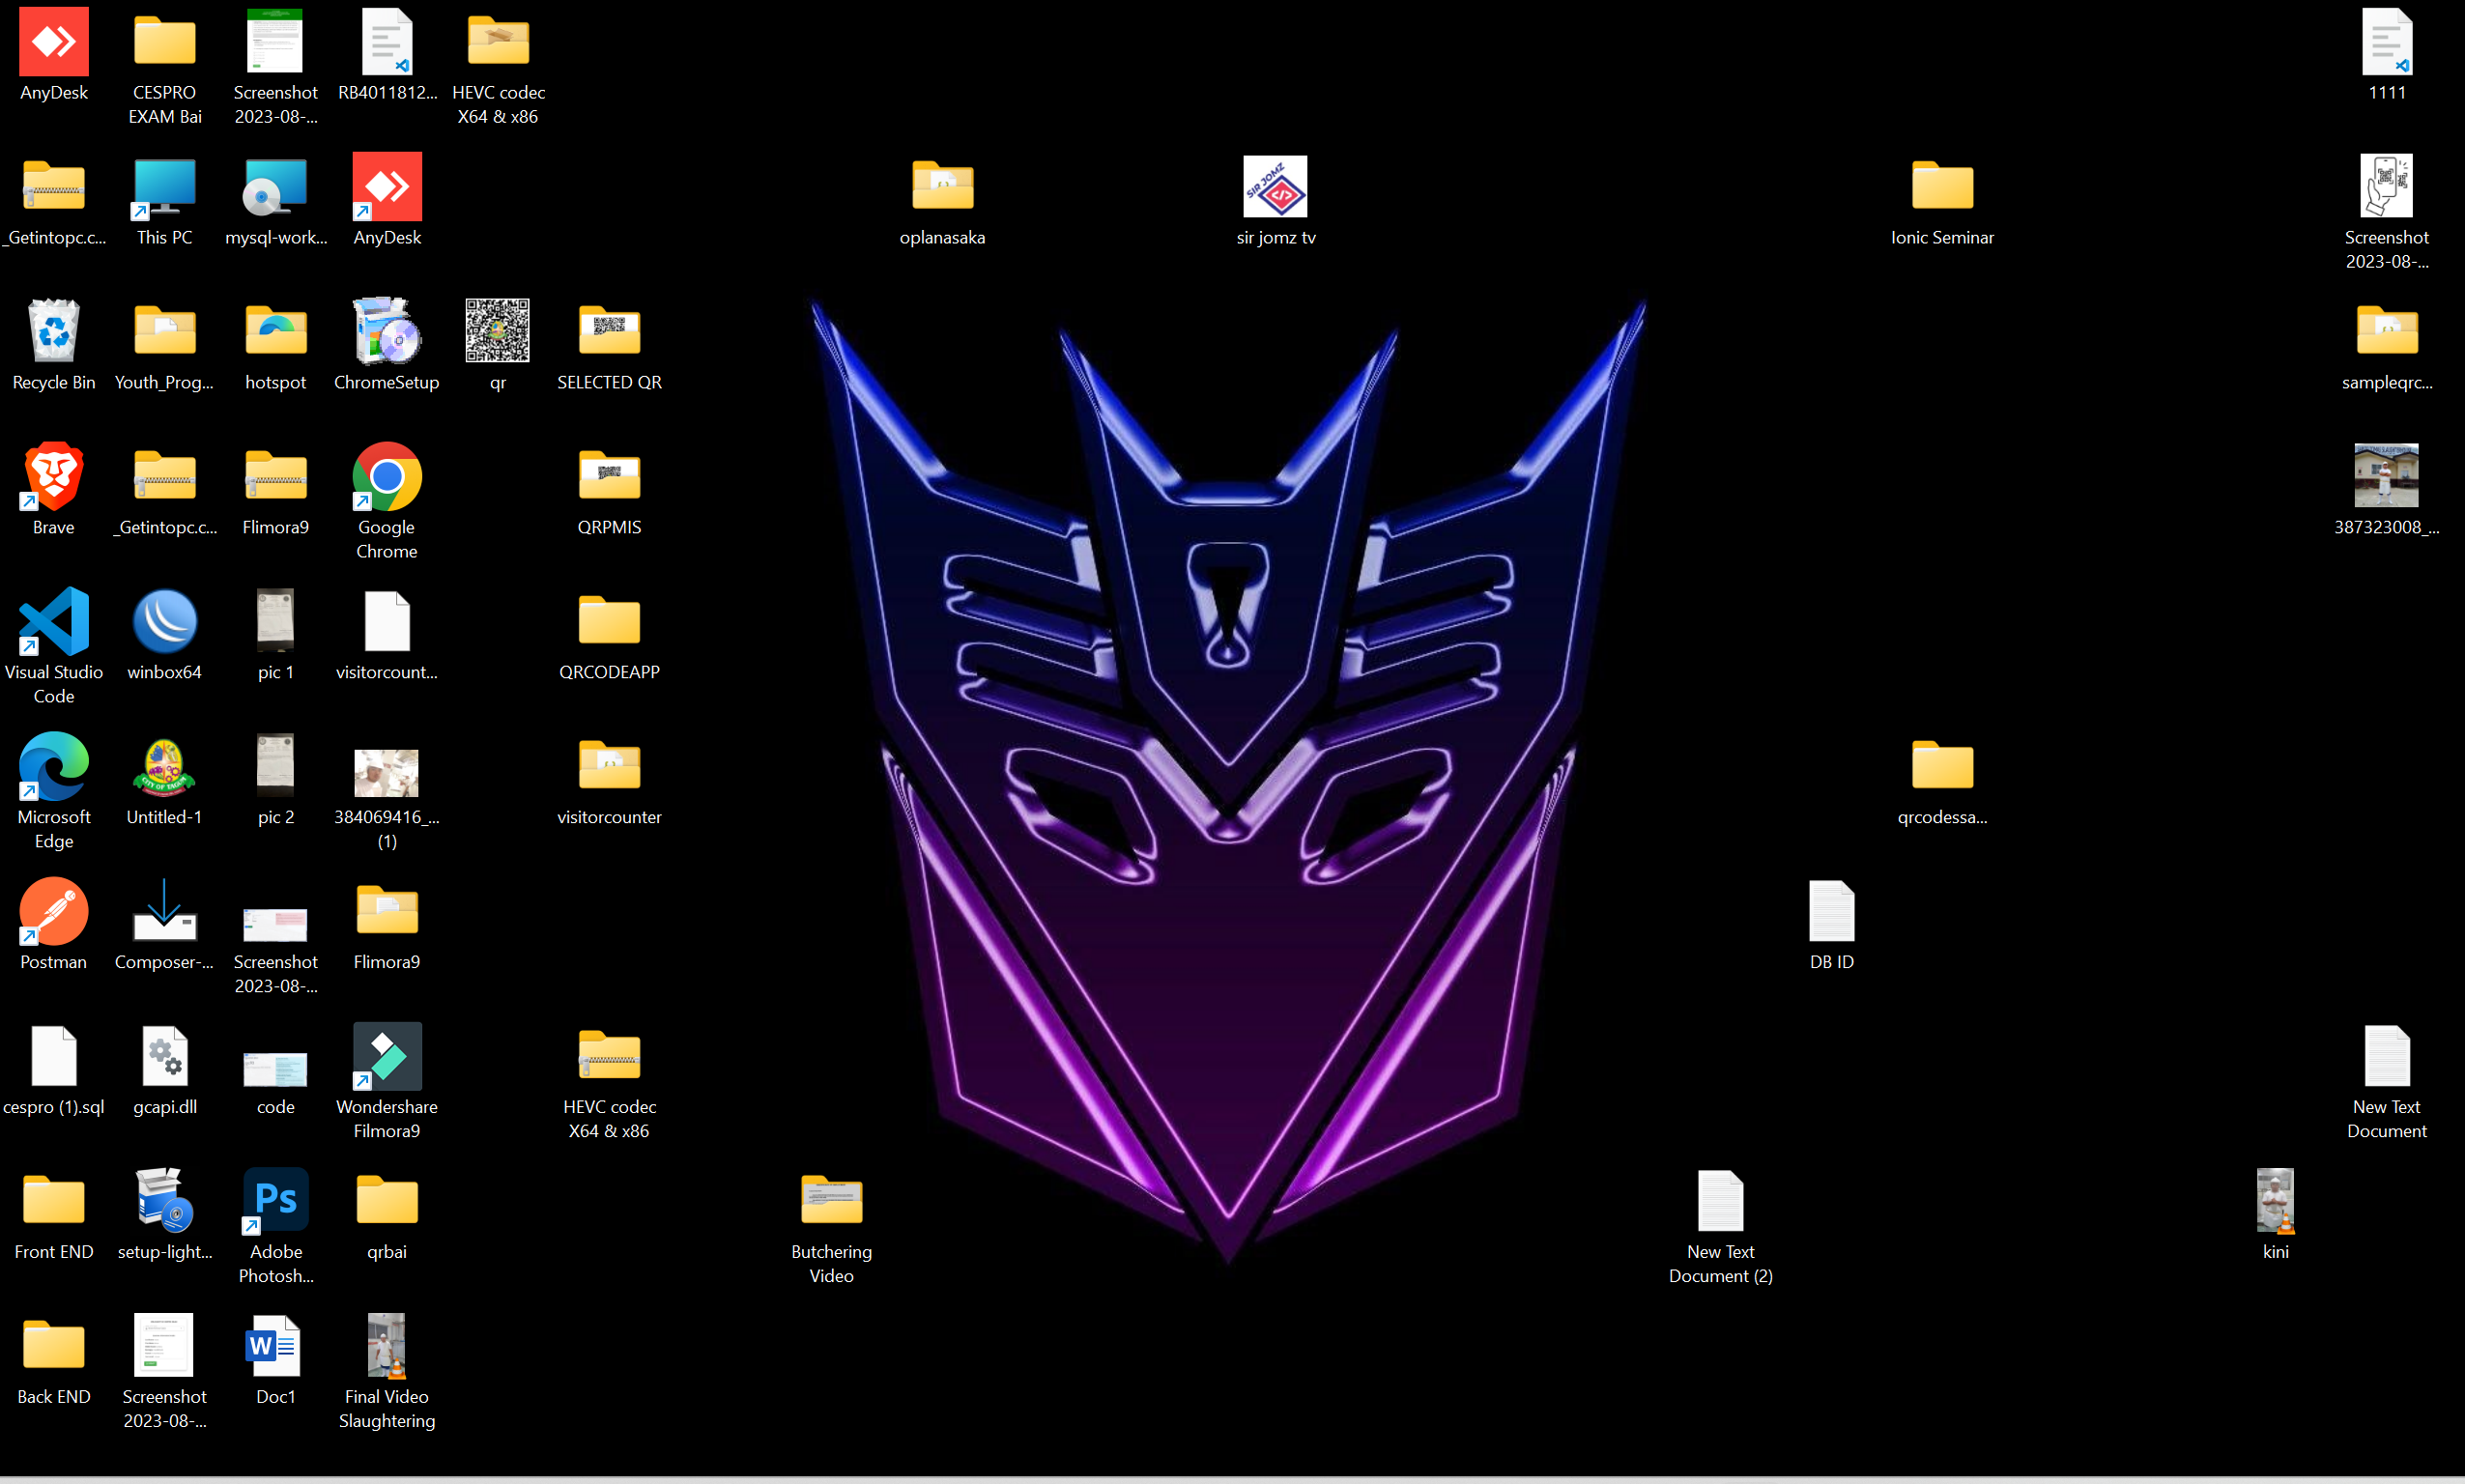 AnyDesk
CESPRO
EXAM Bai
Screenshot
2023-08-...
RB4011812...
HEVC codec
X64 & x86
1111
_Getintopc.c...
This PC
mysql-work...
AnyDesk
oplanasaka
SIR JOMZ
sir jomz tv
Ionic Seminar
Screenshot
2023-08-...
Recycle Bin
Youth_Prog...
hotspot
ChromeSetup
qr
SELECTED QR
sampleqrc...
Brave
_Getintopc.c...
Flimora9
Google
Chrome
QRPMIS
387323008_...
Visual Studio
Code
winbox64
pic 1
visitorcount...
QRCODEAPP
Microsoft
Edge
Untitled-1
pic 2
384069416_...
(1)
visitorcounter
qrcodessa...
Postman
Composer-...
Screenshot
2023-08-...
Flimora9
DB ID
cespro (1).sql
gcapi.dll
code
Wondershare
Filmora9
HEVC codec
X64 & x86
New Text
Document
Front END
setup-light...
Ps
Adobe
Photosh...
qrbai
Butchering
Video
New Text
Document (2)
kini
Back END
Screenshot
2023-08-...
W
Doc1
Final Video
Slaughtering